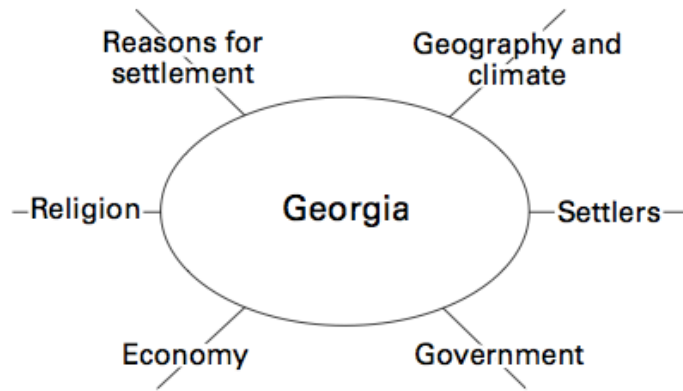 Reasons for
settlement
Geography and
climate
Religion
Georgia
Settlers
Economy
Government